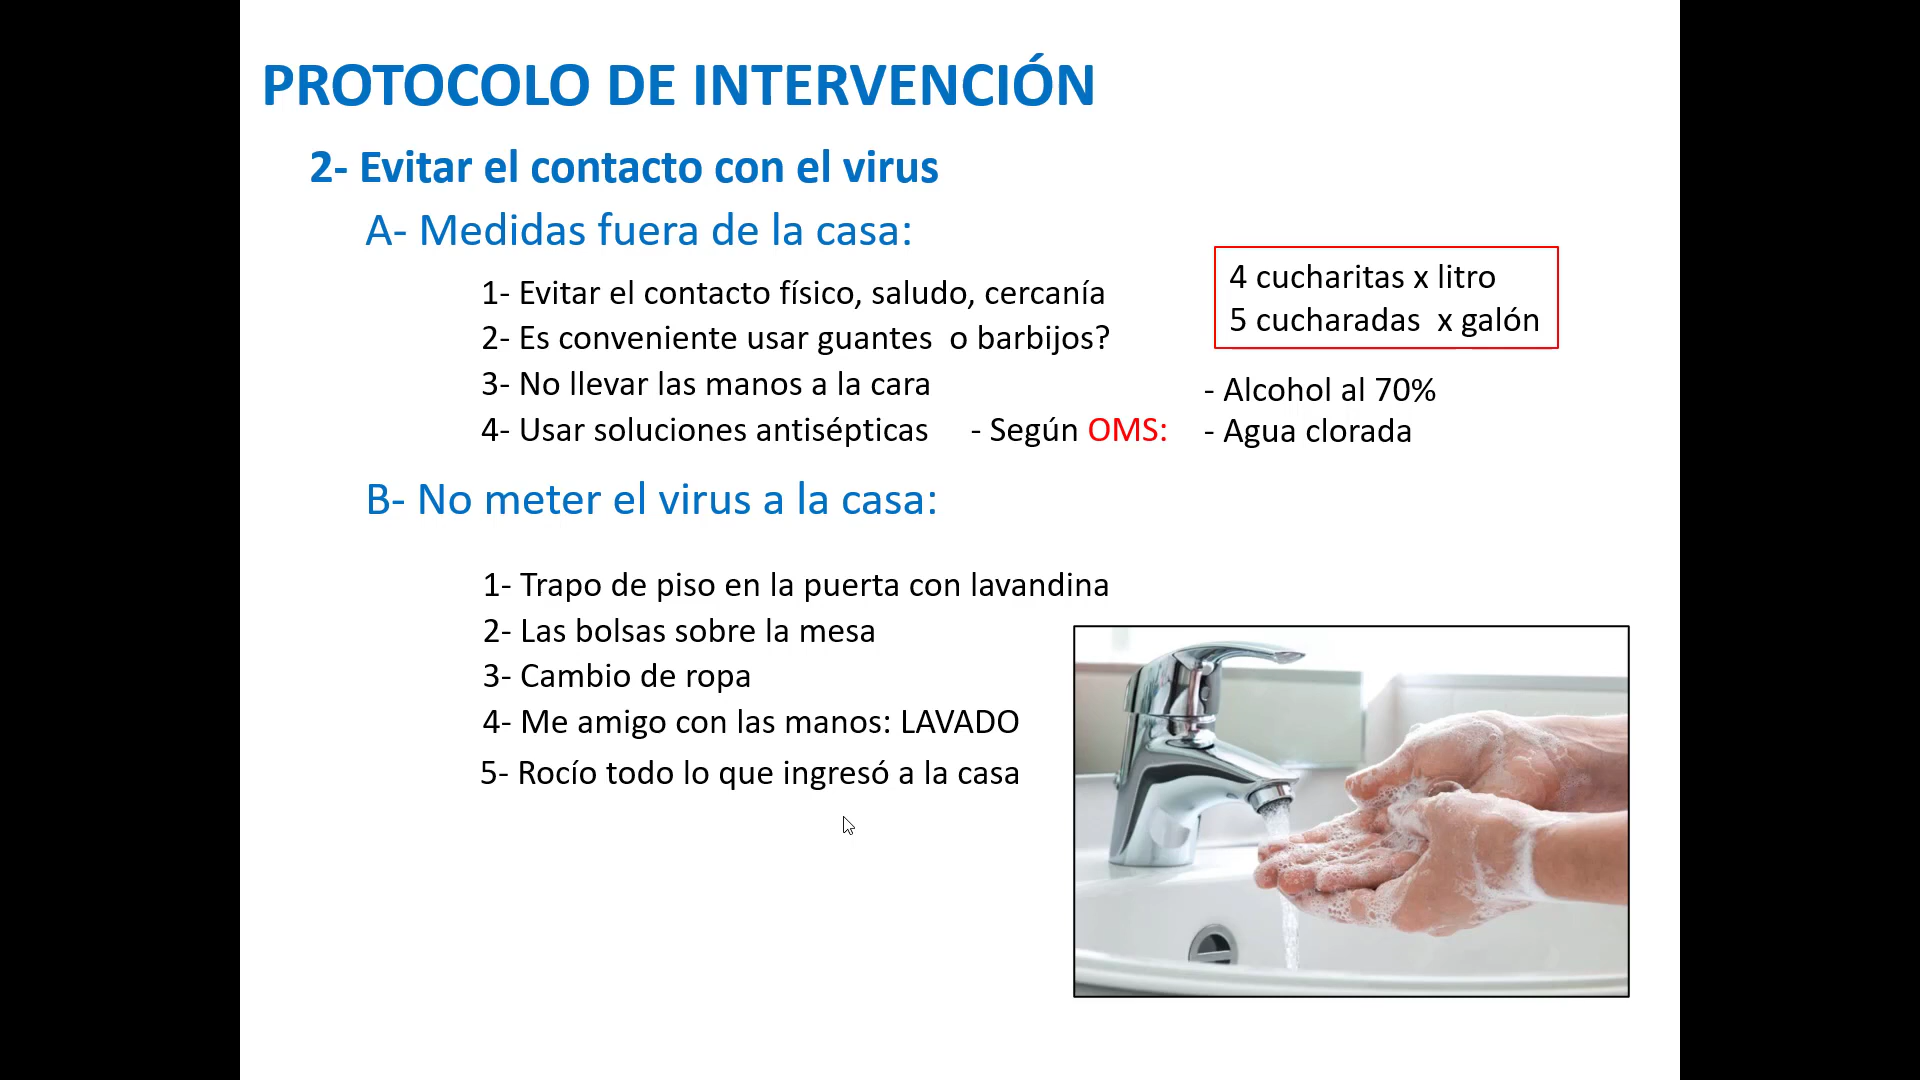 PROTOCOLO DE INTERVENCIÓN
2- Evitar el contacto con el virus
A- Medidas fuera de la casa:
1- Evitar el contacto físico, saludo, cercanía
2- Es conveniente usar guantes  o barbijos?
3- No llevar las manos a la cara
4- Usar soluciones antisépticas
- Según OMS:
4 cucharitas x litro
5 cucharadas  x galón
- Alcohol al 70%
- Agua clorada
B- No meter el virus a la casa:
1- Trapo de piso en la puerta con lavandina
2- Las bolsas sobre la mesa
3- Cambio de ropa
4- Me amigo con las manos: LAVADO
5- Rocío todo lo que ingresó a la casa